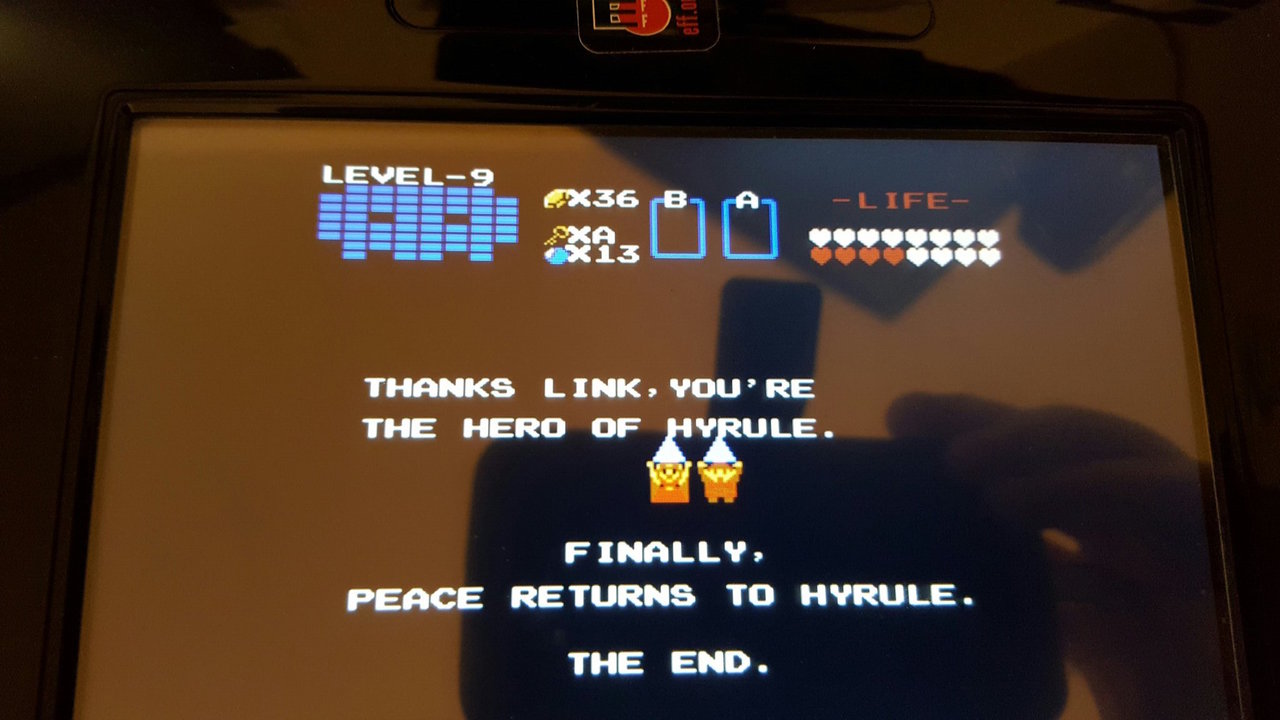 eff.o
LEVEL-9
X36
B
A
-LIFE-
XA
X13
THANKS LINK,YOU'RE
THE HERO OF HYRULE.
FINALLY,
PEACE RETURNS TO HYRULE.
THE END.